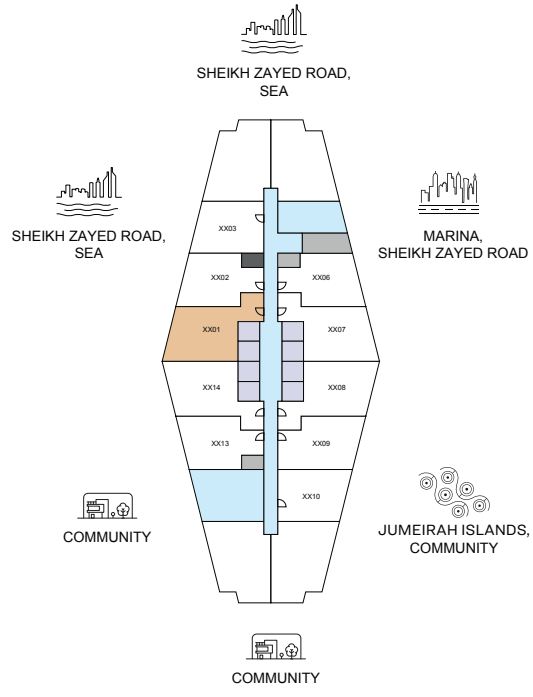 SHEIKH ZAYED ROAD,
SEA
SHEIKH ZAYED ROAD,
SEA
MARINA,
SHEIKH ZAYED ROAD
XX03
XX02
XX06
XX01
XX07
XX14
XX08
XX13
XX09
XX10
COMMUNITY
JUMEIRAH ISLANDS,
COMMUNITY
COMMUNITY